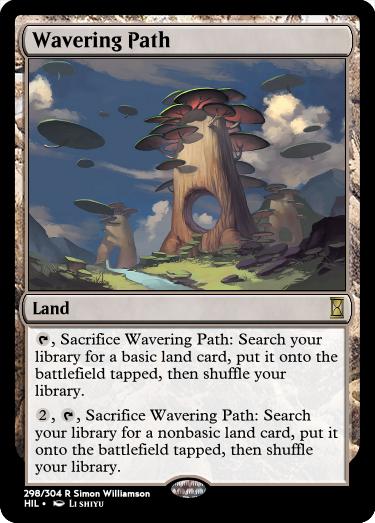 Wavering Path
Land
, Sacrifice Wavering Path: Search your
library for a basic land card, put it onto the
battlefield tapped, then shuffle your
library.
2, , Sacrifice Wavering Path: Search
your library for a nonbasic land card, put it
onto the battlefield tapped, then shuffle
your library.
298/304 R Simon Williamson
HIL • LI SHIYU